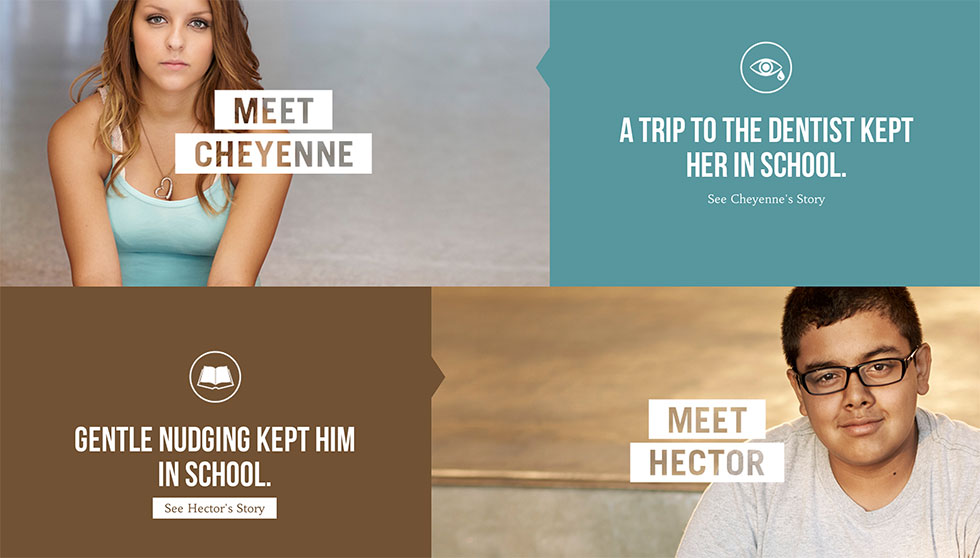 MEET
CHEYENNE
A TRIP TO THE DENTIST KEPT
HER IN SCHOOL.
See Cheyenne's Story
GENTLE NUDGING KEPT HIM
IN SCHOOL.
See Hector's Story
MEET
HECTOR